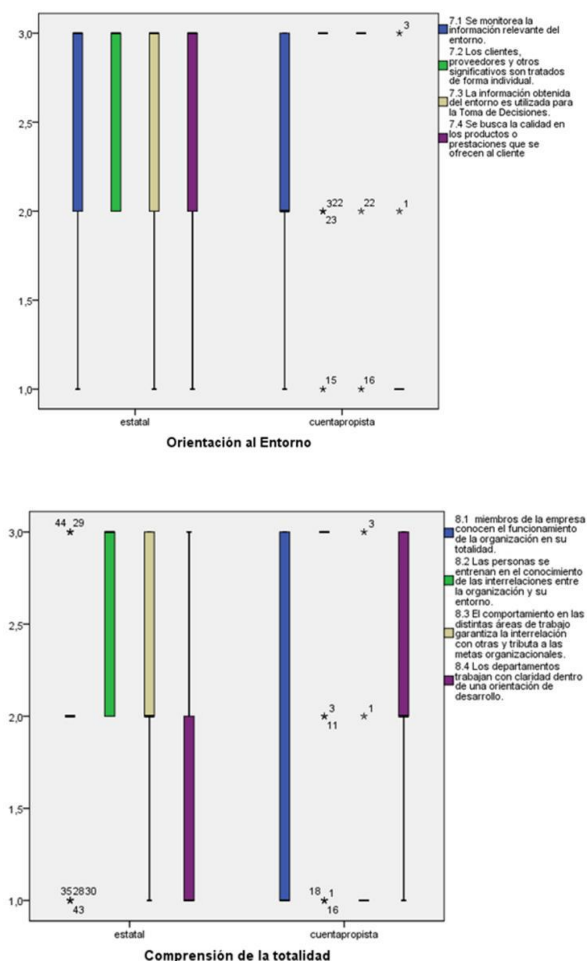 3,0
2,5
2,0
1,5
1,0
3
322
23
22
1
15
16
estatal
cuentapropista
Orientación al Entorno
7.1 Se monitorea la
información relevante del
entorno.
7.2 Los clientes,
proveedores y otros
significativos son tratados
de forma individual.
7.3 La información obtenida
del entorno es utilizada para
la Toma de Decisiones.
7.4 Se busca la calidad en
los productos o
prestaciones que se
ofrecen al cliente
3,0
2,5
2,0
1,5
1,0
44 29
3
3
11
1
352830
43
18 1
16
estatal
cuentapropista
Comprensión de la totalidad
8.1 miembros de la empresa
conocen el funcionamiento
de la organización en su
totalidad.
8.2 Las personas se
entrenan en el conocimiento
de las interrelaciones entre
la organización y su
entorno.
8.3 El comportamiento en las
distintas áreas de trabajo
garantiza la interrelación
con otras y tributa a las
metas organizacionales.
8.4 Los departamentos
trabajan con claridad dentro
de una orientación de
desarrollo.